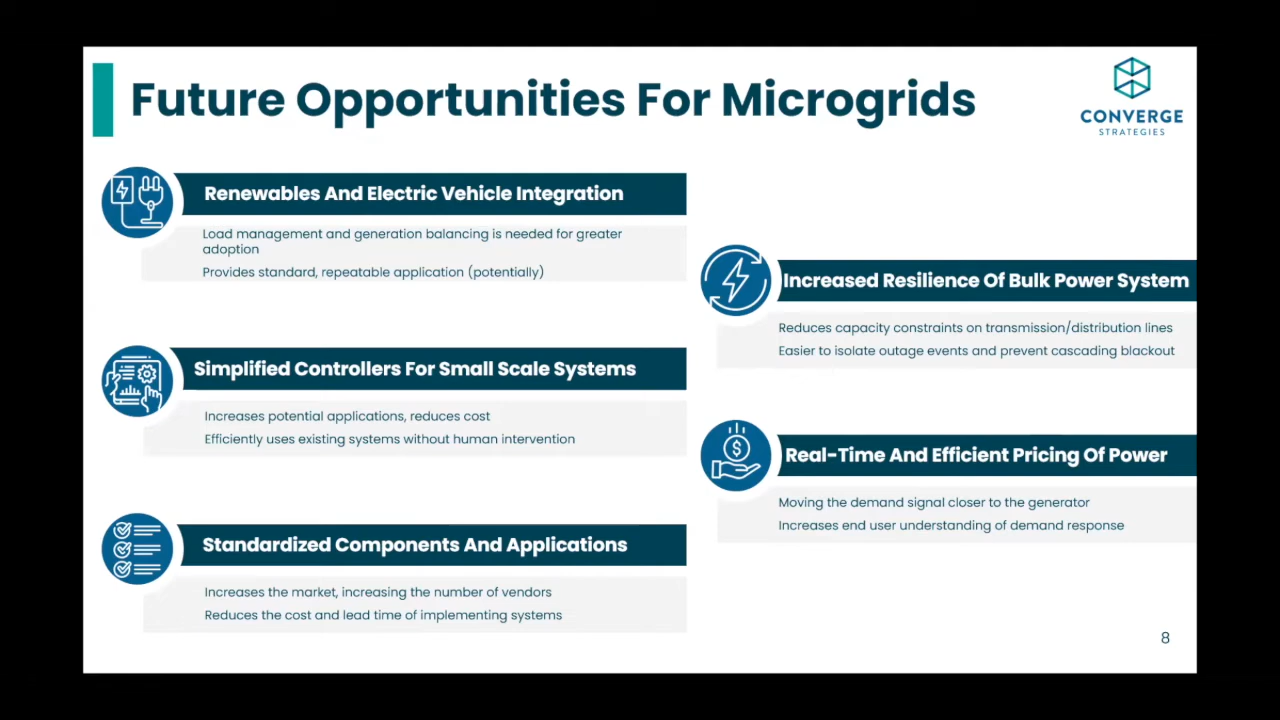 Future Opportunities For Microgrids
CONVERGE
STRATEGIES
Renewables And Electric Vehicle Integration
Load management and generation balancing is needed for greater
adoption
Provides standard, repeatable application (potentially)
Simplified Controllers For Small Scale Systems
Increases potential applications, reduces cost
Efficiently uses existing systems without human intervention
Standardized Components And Applications
Increases the market, increasing the number of vendors
Reduces the cost and lead time of implementing systems
Increased Resilience Of Bulk Power System
Reduces capacity constraints on transmission/distribution lines
Easier to isolate outage events and prevent cascading blackout
Real-Time And Efficient Pricing Of Power
Moving the demand signal closer to the generator
Increases end user understanding of demand response
8